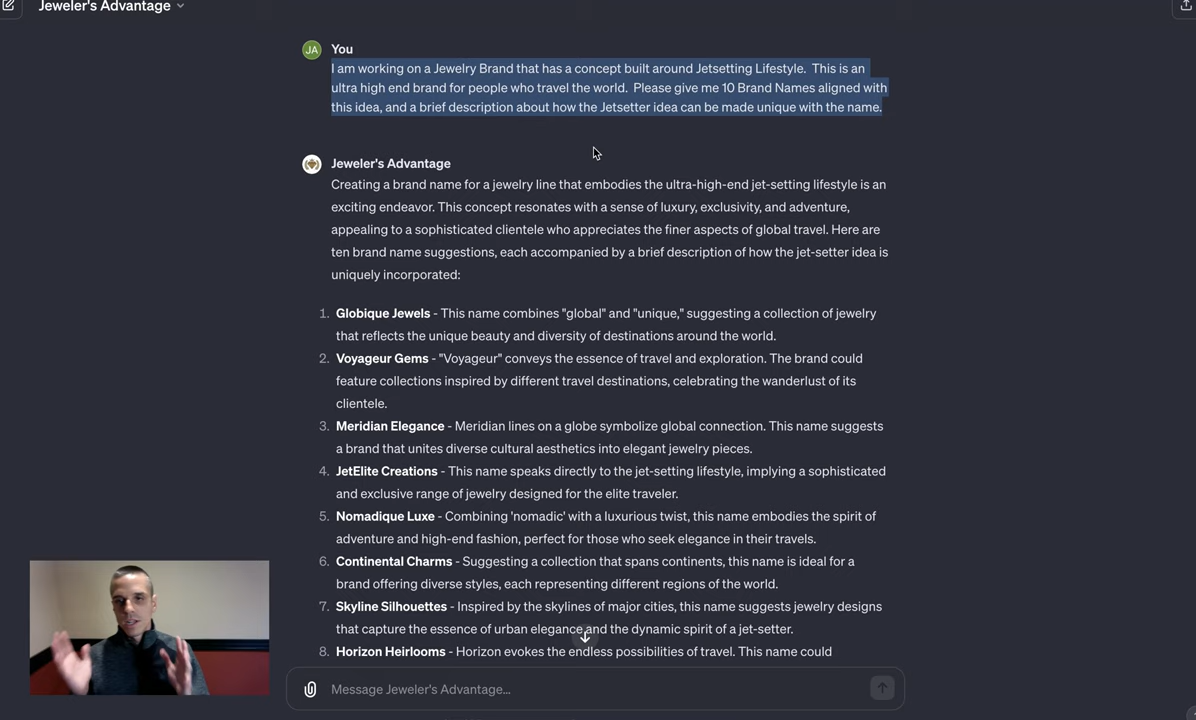 Jeweler's Advantage
JA
You
I am working on a Jewelry Brand that has a concept built around Jetsetting Lifestyle.  This is an
ultra high end brand for people who travel the world.  Please give me 10 Brand Names aligned with
this idea, and a brief description about how the Jetsetter idea can be made unique with the name.
Jeweler's Advantage
Creating a brand name for a jewelry line that embodies the ultra-high-end jet-setting lifestyle is an
exciting endeavor. This concept resonates with a sense of luxury, exclusivity, and adventure,
appealing to a sophisticated clientele who appreciates the finer aspects of global travel. Here are
ten brand name suggestions, each accompanied by a brief description of how the jet-setter idea is
uniquely incorporated:
1. Globique Jewels - This name combines "global" and "unique," suggesting a collection of jewelry
that reflects the unique beauty and diversity of destinations around the world.
2. Voyageur Gems - "Voyageur" conveys the essence of travel and exploration. The brand could
feature collections inspired by different travel destinations, celebrating the wanderlust of its
clientele.
3. Meridian Elegance - Meridian lines on a globe symbolize global connection. This name suggests
a brand that unites diverse cultural aesthetics into elegant jewelry pieces.
4. JetElite Creations - This name speaks directly to the jet-setting lifestyle, implying a sophisticated
and exclusive range of jewelry designed for the elite traveler.
5. Nomadique Luxe - Combining 'nomadic' with a luxurious twist, this name embodies the spirit of
adventure and high-end fashion, perfect for those who seek elegance in their travels.
6. Continental Charms - Suggesting a collection that spans continents, this name is ideal for a
brand offering diverse styles, each representing different regions of the world.
7. Skyline Silhouettes - Inspired by the skylines of major cities, this name suggests jewelry designs
that capture the essence of urban elegance and the dynamic spirit of a jet-setter.
8. Horizon Heirlooms - Horizon evokes the endless possibilities of travel. This name could
Message Jeweler's Advantage...